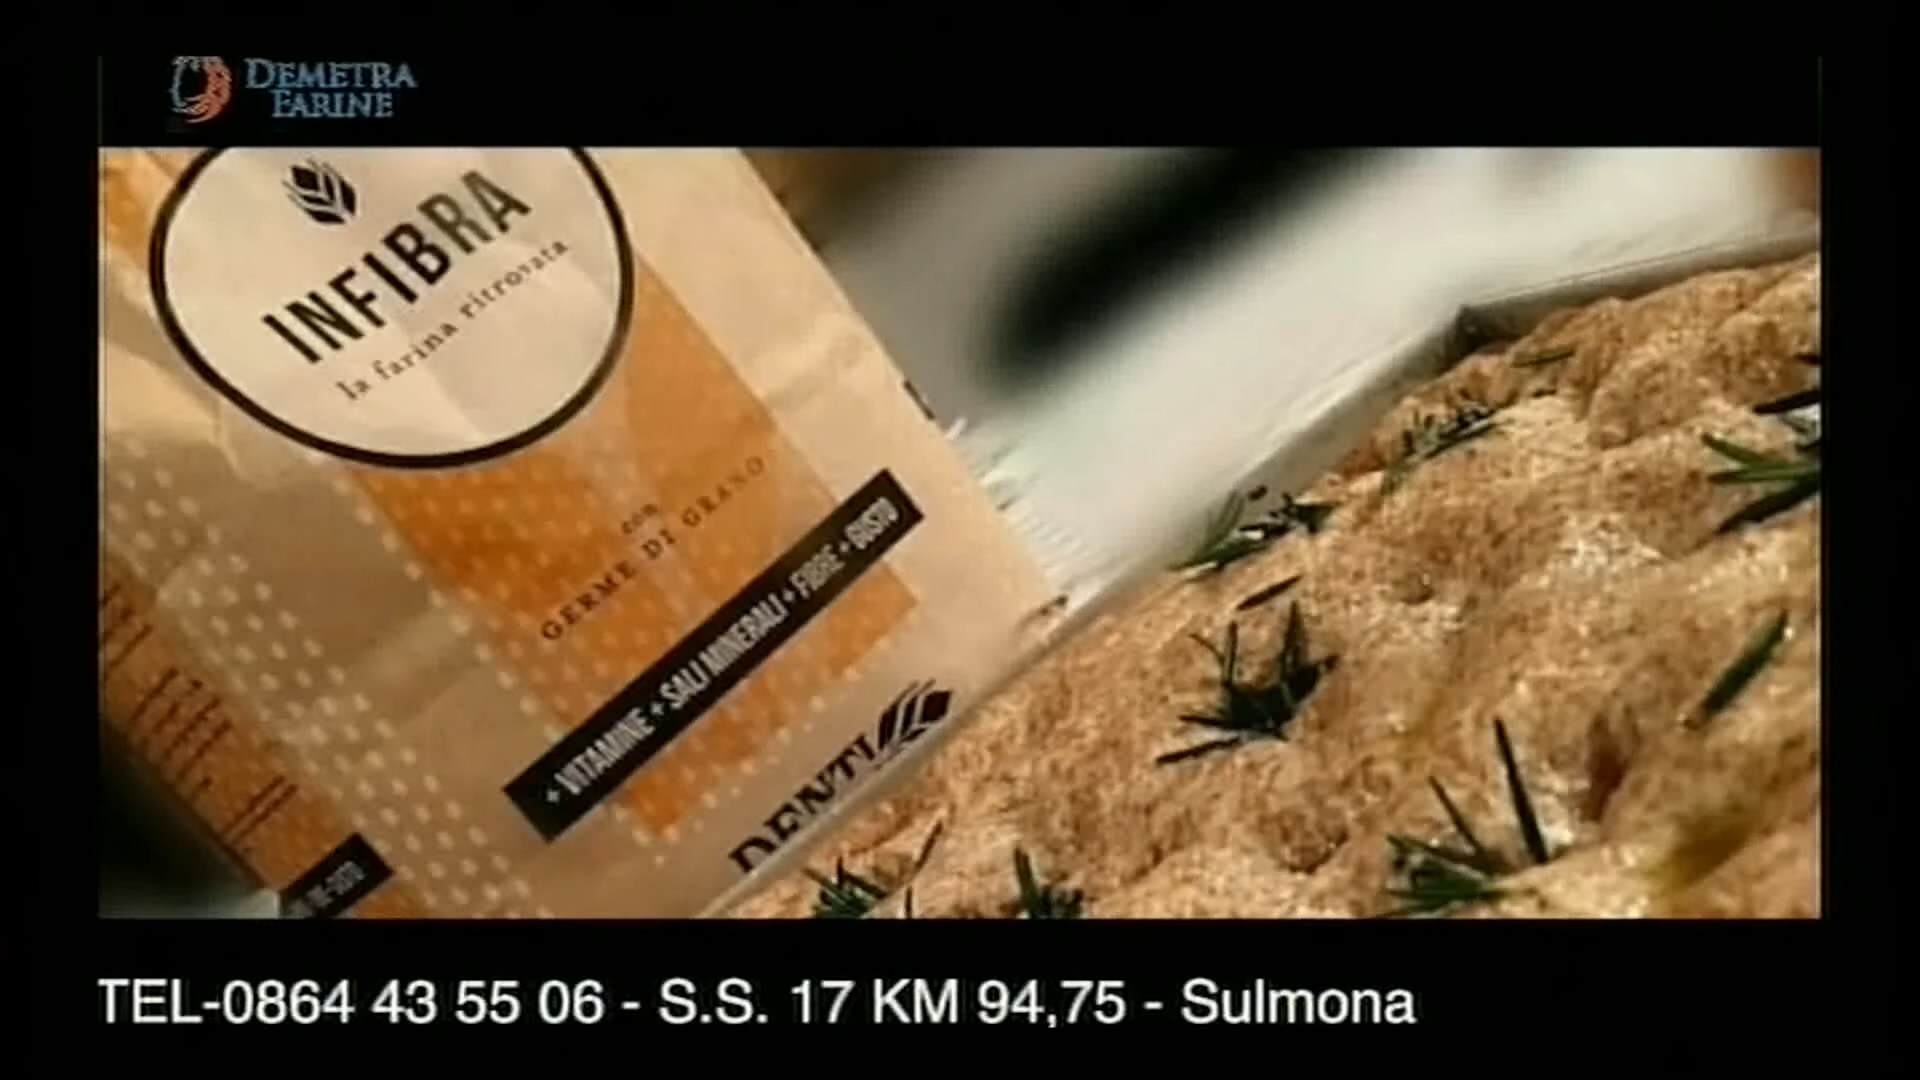 DEMETRA
FARINE
INFIBRA
la farina ritrovata
con
GERME DI GRANO
+ VITAMINE + SALI MINERALI + FIBRE + GUSTO
DENTI
TEL-0864 43 55 06 - S.S. 17 KM 94,75 - Sulmona